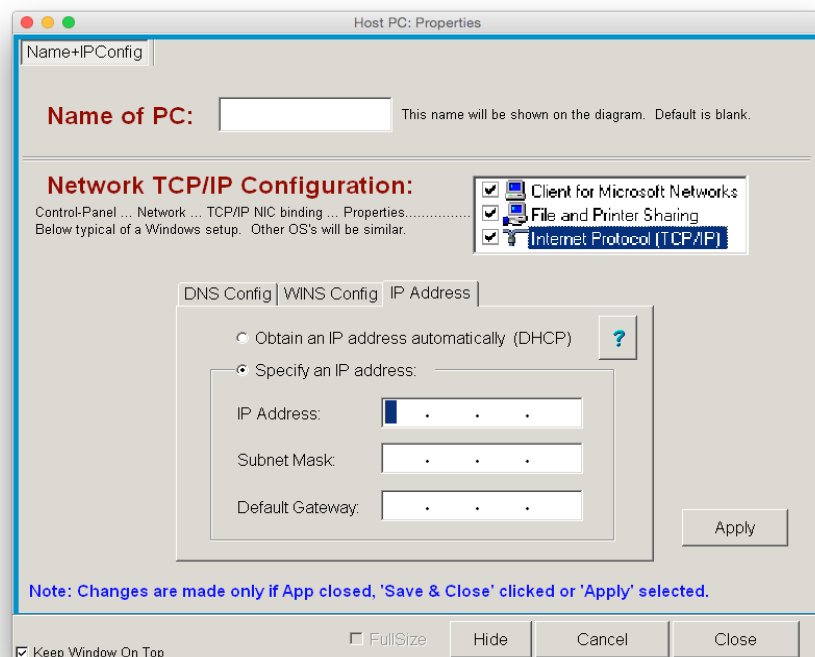 Host PC: Properties
Name+IPConfig
Name of PC:
This name will be shown on the diagram. Default is blank.
Network TCP/IP Configuration:
Control-Panel ... Network ... TCP/IP NIC binding ... Properties.................
Below typical of a Windows setup. Other OS's will be similar.
Client for Microsoft Networks
File and Printer Sharing
Internet Protocol (TCP/IP)
DNS Config WINS Config IP Address
Obtain an IP address automatically (DHCP)
?
Specify an IP address:
IP Address: . . .
Subnet Mask: . . .
Default Gateway: . . .
Apply
Note: Changes are made only if App closed, 'Save & Close' clicked or 'Apply' selected.
FullSize Hide Cancel Close
Keep Window On Top